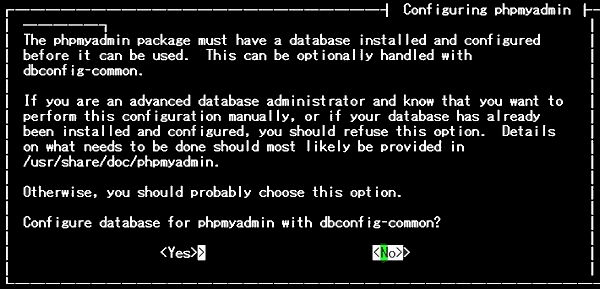 Configuring phpmyadmin
The phpmyadmin package must have a database installed and configured
before it can be used.  This can be optionally handled with
dbconfig-common.
If you are an advanced database administrator and know that you want to
perform this configuration manually, or if your database has already
been installed and configured, you should refuse this option.  Details
on what needs to be done should most likely be provided in
/usr/share/doc/phpmyadmin.
Otherwise, you should probably choose this option.
Configure database for phpmyadmin with dbconfig-common?
<Yes>> <No>>